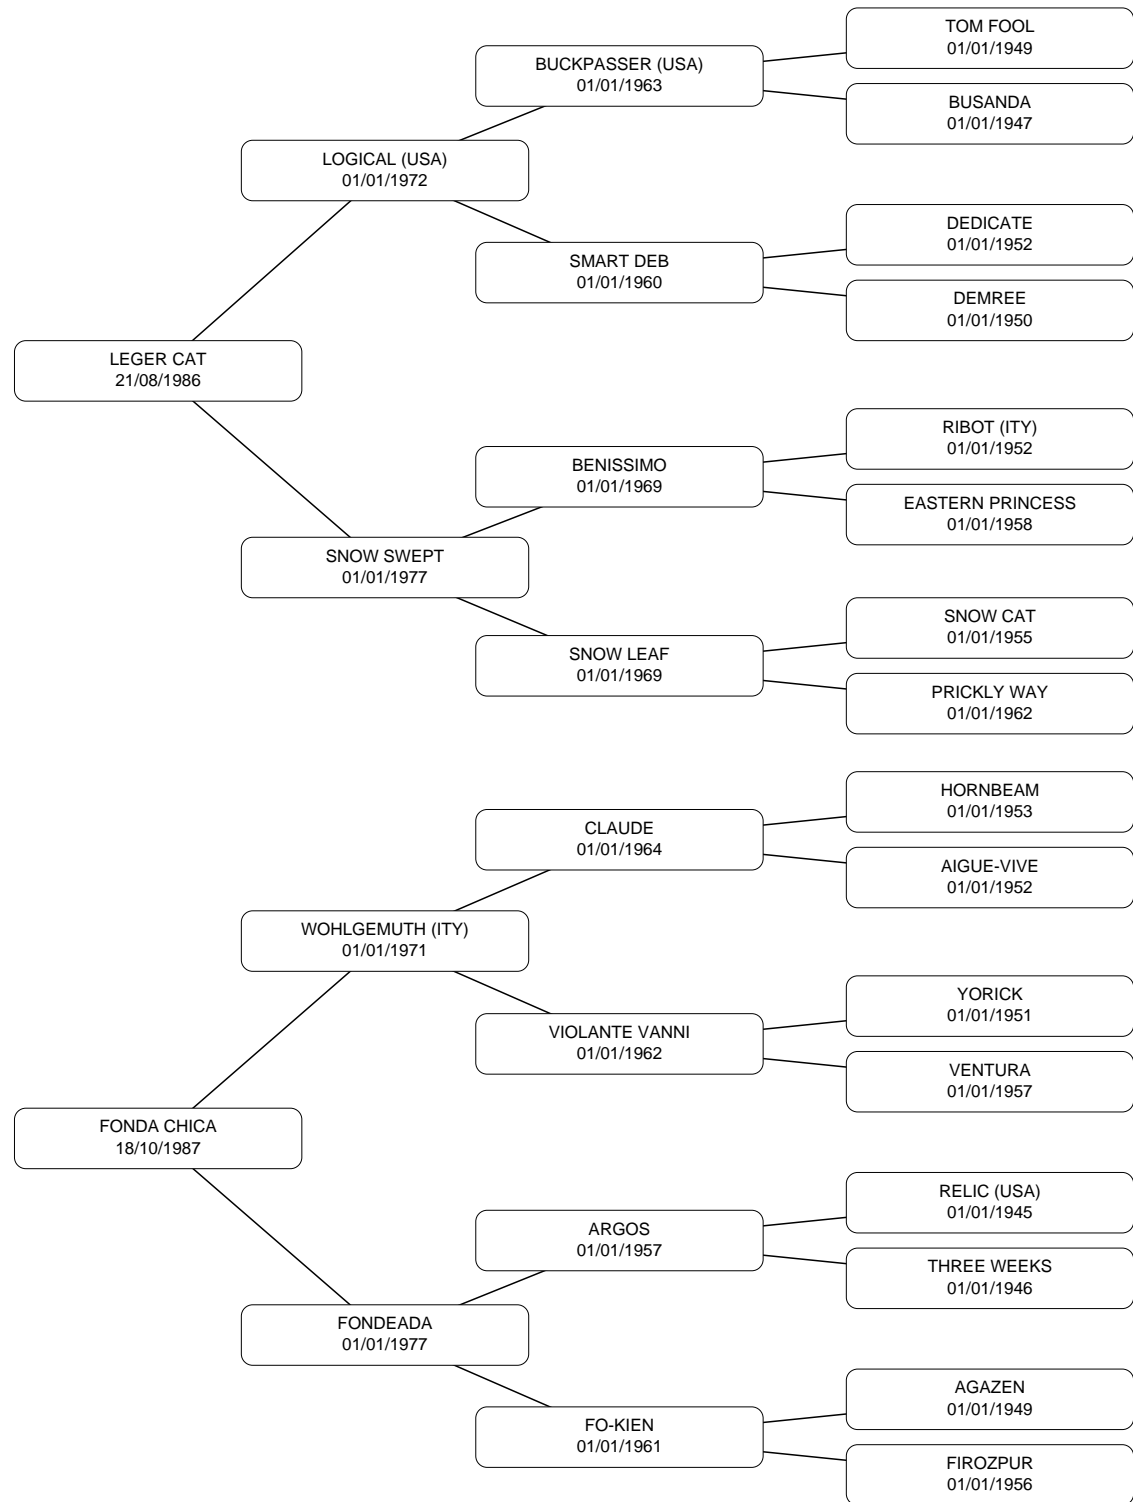 TOM FOOL
01/01/1949
BUCKPASSER (USA)
01/01/1963
BUSANDA
01/01/1947
LOGICAL (USA)
01/01/1972
DEDICATE
01/01/1952
SMART DEB
01/01/1960
DEMREE
01/01/1950
LEGER CAT
21/08/1986
RIBOT (ITY)
01/01/1952
BENISSIMO
01/01/1969
EASTERN PRINCESS
01/01/1958
SNOW SWEPT
01/01/1977
SNOW CAT
01/01/1955
SNOW LEAF
01/01/1969
PRICKLY WAY
01/01/1962
HORNBEAM
01/01/1953
CLAUDE
01/01/1964
AIGUE-VIVE
01/01/1952
WOHLGEMUTH (ITY)
01/01/1971
YORICK
01/01/1951
VIOLANTE VANNI
01/01/1962
VENTURA
01/01/1957
FONDA CHICA
18/10/1987
RELIC (USA)
01/01/1945
ARGOS
01/01/1957
THREE WEEKS
01/01/1946
FONDEADA
01/01/1977
AGAZEN
01/01/1949
FO-KIEN
01/01/1961
FIROZPUR
01/01/1956